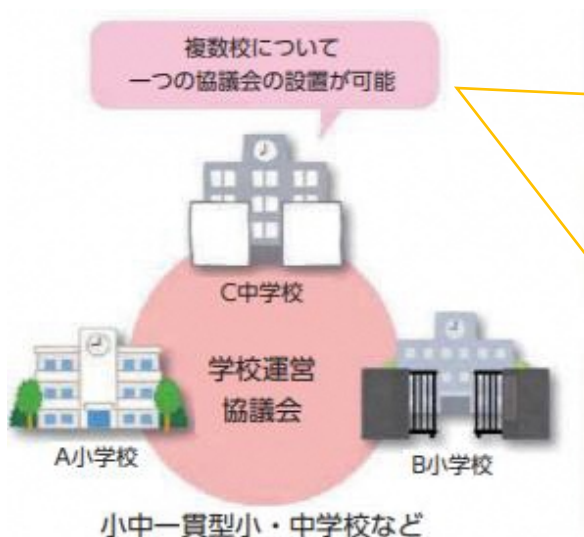 複数校について
一つの協議会の設置が可能
C中学校
学校運営
協議会
A小学校
B小学校
小中一貫型小・中学校など